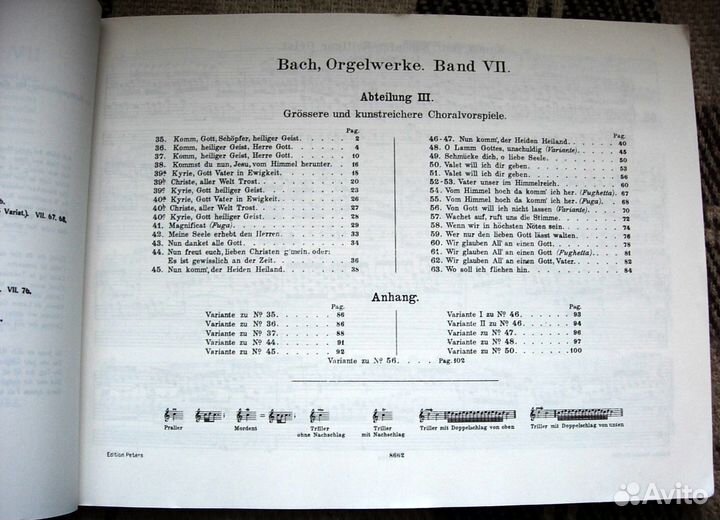 Bach, Orgelwerke. Band VII.
Abteilung III.
Grössere und kunstreichere Choralvorspiele.
Pag.
35. Komm, Gott, Schöpfer, heiliger Geist. 2
36. Komm, heiliger Geist, Herre Gott. 4
37. Komm, heiliger Geist, Herre Gott. 10
38. Kommst du nun, Jesu, vom Himmel herunter. 16
39a Kyrie, Gott Vater in Ewigkeit. 18
39b Christe, aller Welt Trost. 20
39c Kyrie, Gott heiliger Geist. 23
40a Kyrie, Gott Vater in Ewigkeit. 26
40b Christe, aller Welt Trost. 27
40c Kyrie, Gott heiliger Geist. 28
41. Magnificat (Fuga). 29
42. Meine Seele erhebt den Herren. 33
43. Nun danket alle Gott. 34
44. Nun freut euch, lieben Christen g'mein, oder:
Es ist gewisslich an der Zeit. 36
45. Nun komm', der Heiden Heiland. 38
Pag.
46-47. Nun komm', der Heiden Heiland. 40
48. O Lamm Gottes, unschuldig (Variante). 45
49. Schmücke dich, o liebe Seele. 50
50. Valet will ich dir geben. 53
51. Valet will ich dir geben. 56
52-53. Vater unser im Himmelreich. 60
54. Vom Himmel hoch da komm' ich her. (Fughetta). 67
55. Vom Himmel hoch da komm' ich her. (Fuga). 68
56. Von Gott will ich nicht lassen (Variante). 70
57. Wachet auf, ruft uns die Stimme. 72
58. Wenn wir in höchsten Nöten sein. 74
59. Wer nur den lieben Gott lässt walten. 76
60. Wir glauben All' an einen Gott. 78
61. Wir glauben All' an einen Gott. (Fughetta). 81
62. Wir glauben All' an einen Gott, Vater. 82
63. Wo soll ich fliehen hin. 84
Anhang.
Pag.
Variante zu No 35. 86
Variante zu No 36. 86
Variante zu No 37. 88
Variante zu No 44. 91
Variante zu No 45. 92
Pag.
Variante I zu No 46. 93
Variante II zu No 46. 94
Variante zu No 47. 96
Variante zu No 48. 97
Variante zu No 50. 100
Variante zu No 56. Pag. 102
Praller
Mordent
Triller ohne Nachschlag
Triller mit Nachschlag
Triller mit Doppelschlag von oben
Triller mit Doppelschlag von unten
Edition Peters
8662
Variat.). VII. 67. 68.
VII. 76.
Avito